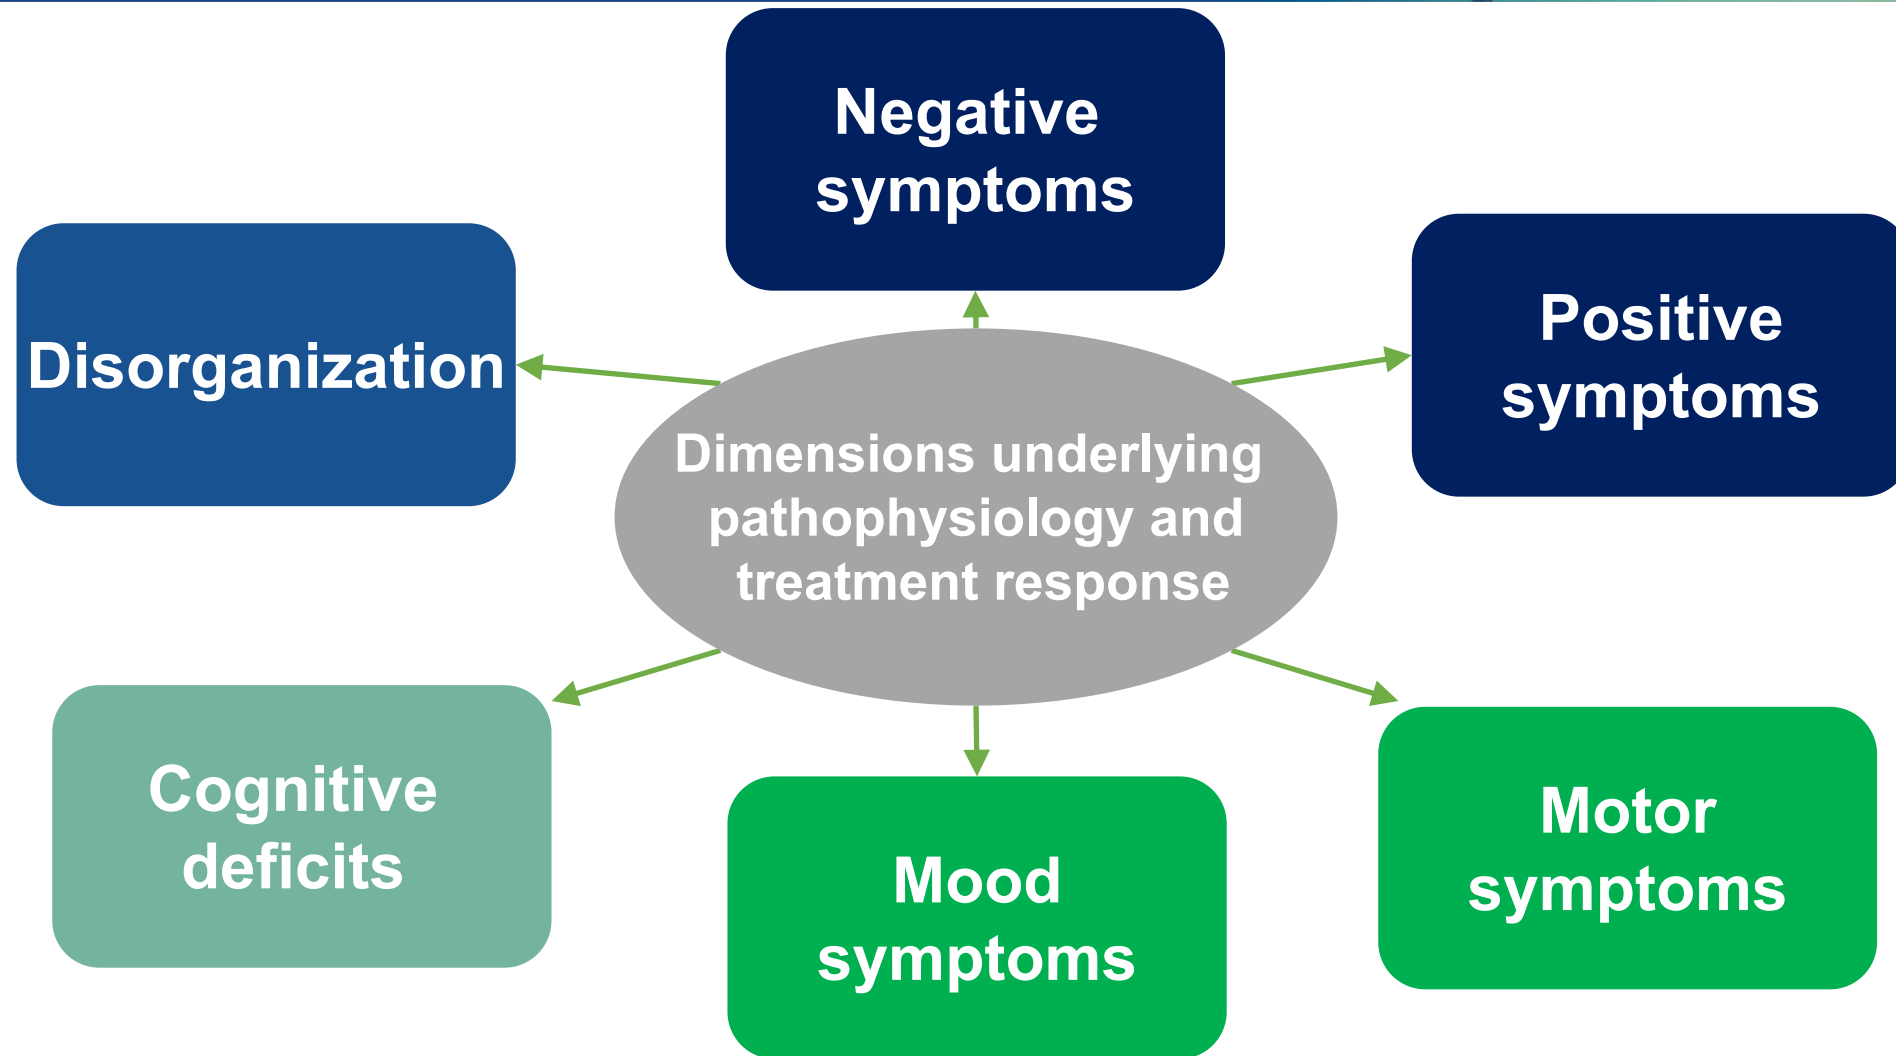 Negative
symptoms
Disorganization
Positive
symptoms
Dimensions underlying
pathophysiology and
treatment response
Cognitive
deficits
Mood
symptoms
Motor
symptoms